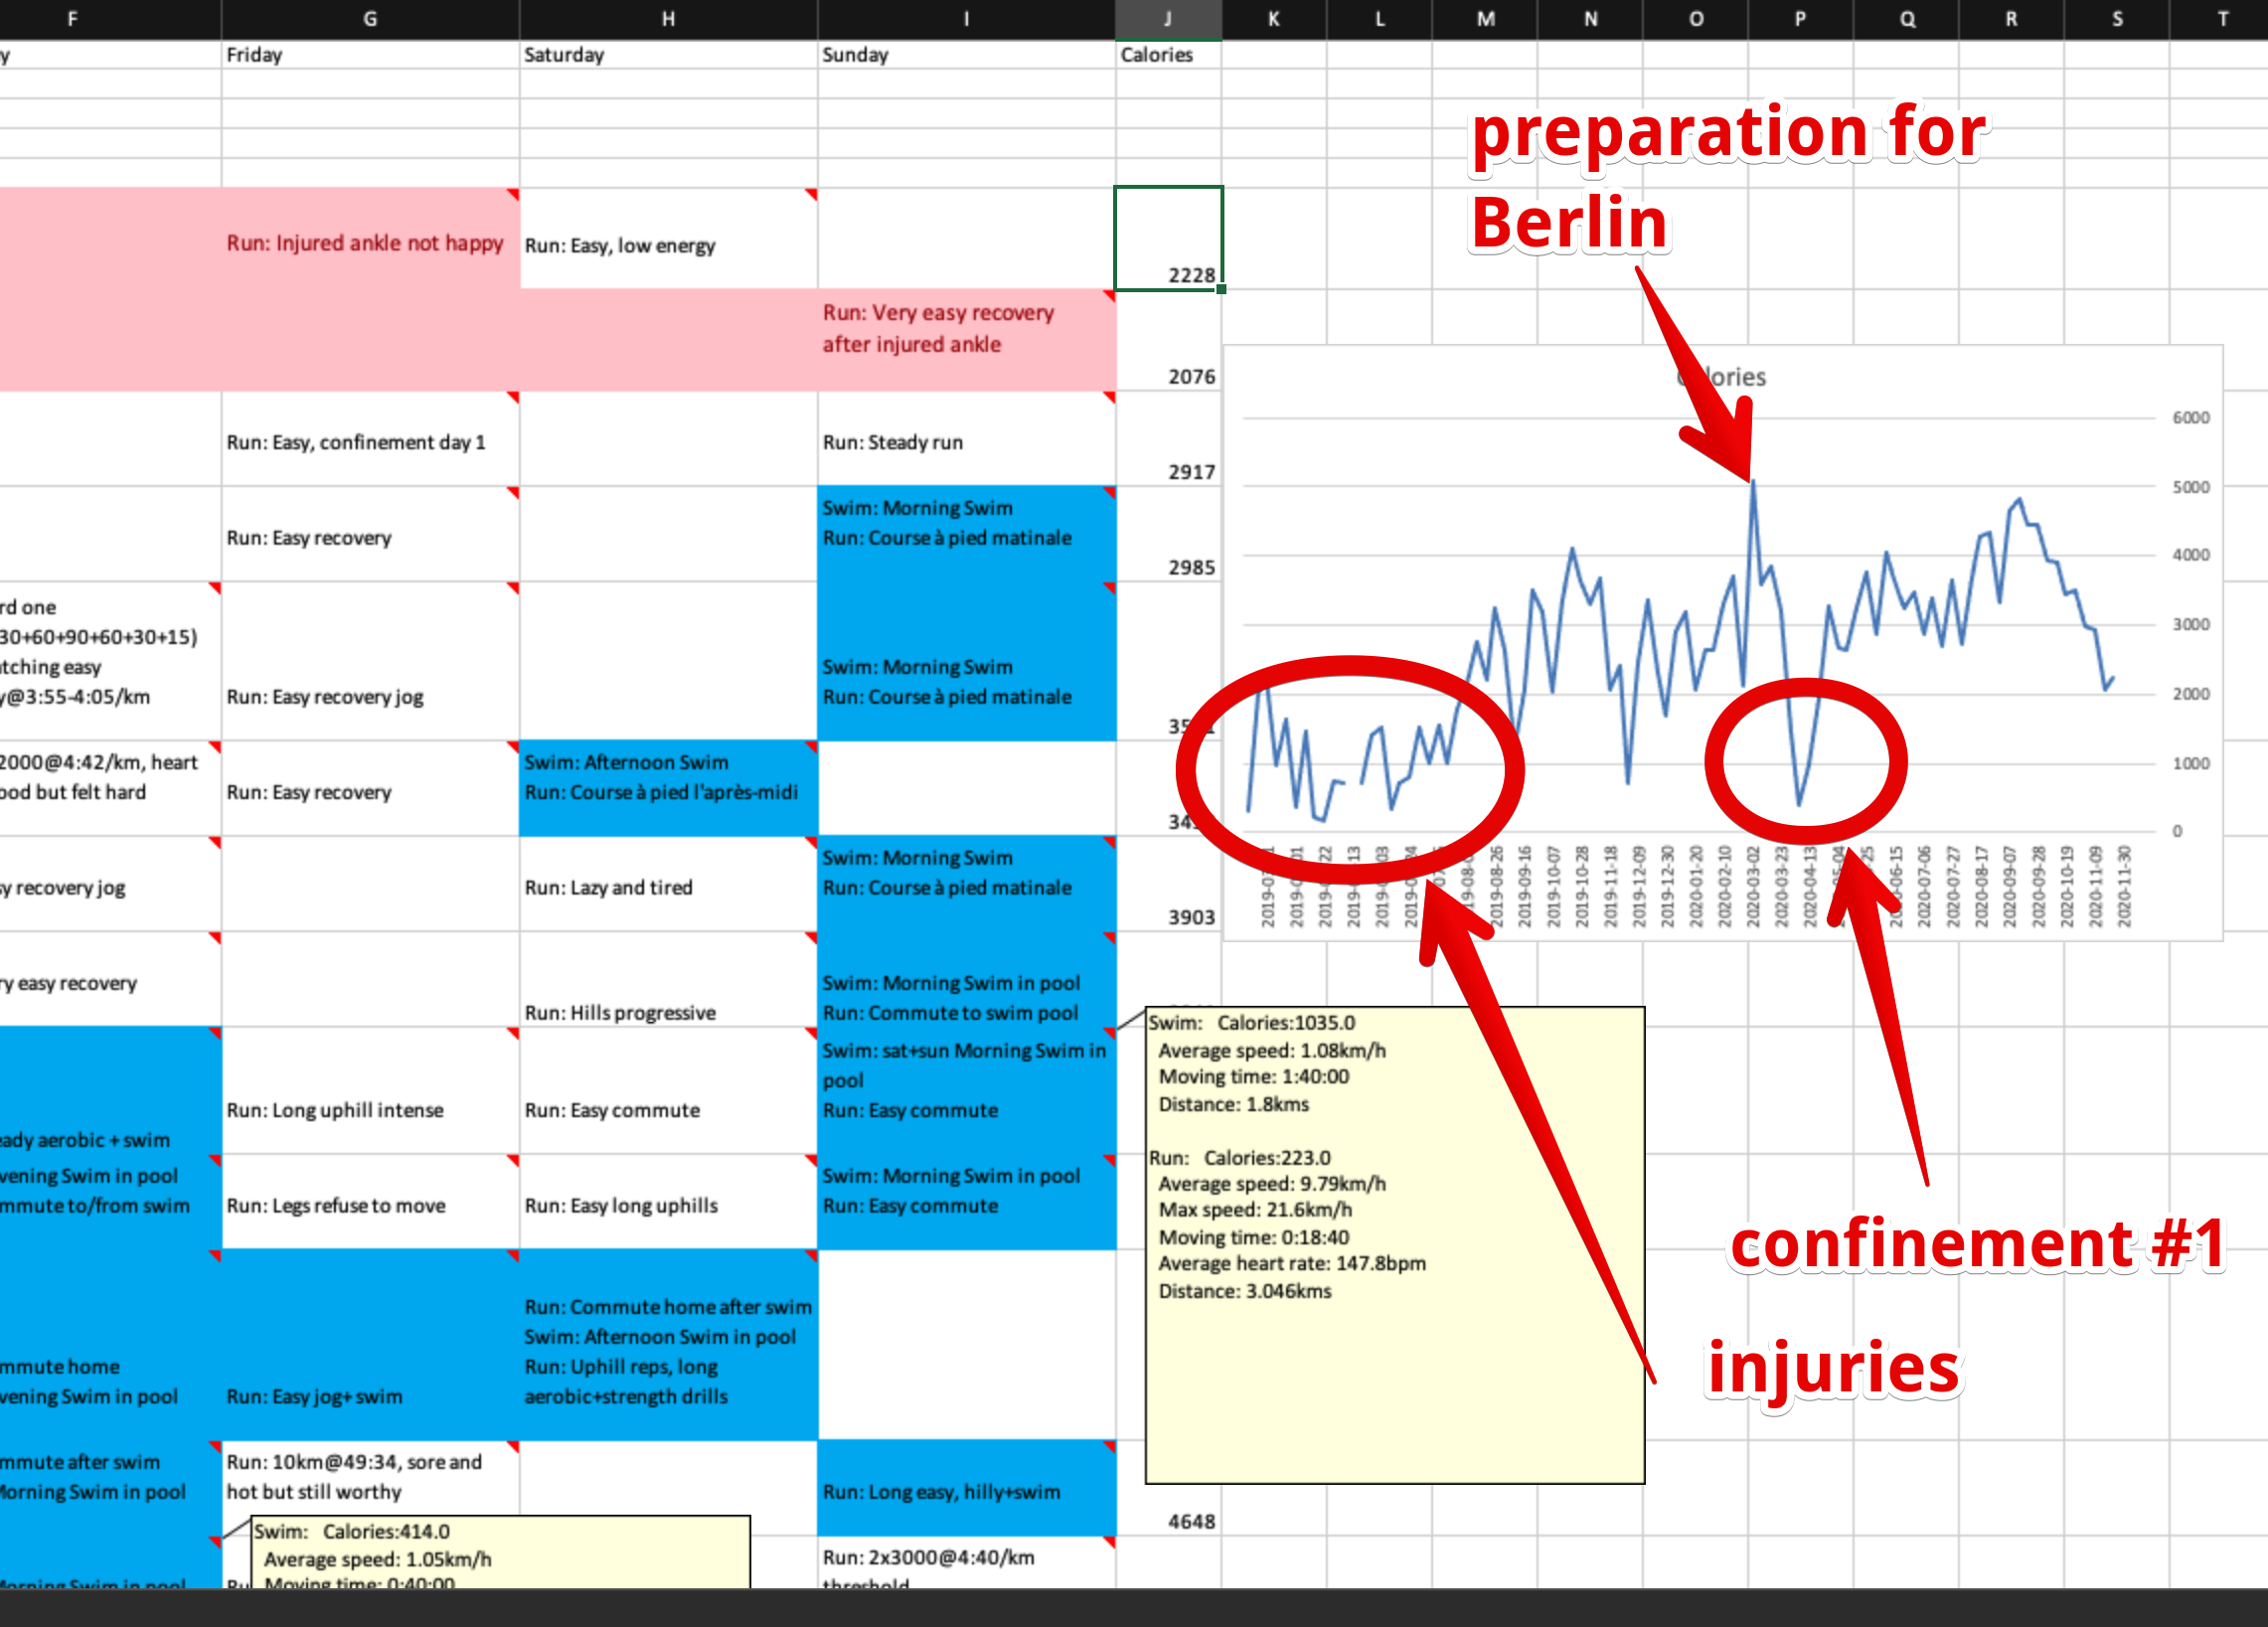 F G H I J K L M N O P Q R S T
y Friday Saturday Sunday Calories
preparation for
Berlin
Run: Injured ankle not happy
Run: Easy, low energy
2228
Run: Very easy recovery
after injured ankle
2076
Run: Easy, confinement day 1
Run: Steady run
2917
Run: Easy recovery
Swim: Morning Swim
Run: Course à pied matinale
2985
rd one
30+60+90+60+30+15)
tching easy
@3:55-4:05/km
Run: Easy recovery jog
Swim: Morning Swim
Run: Course à pied matinale
2000@4:42/km, heart
ood but felt hard
Run: Easy recovery
Swim: Afternoon Swim
Run: Course à pied l'après-midi
y recovery jog
Run: Lazy and tired
Swim: Morning Swim
Run: Course à pied matinale
3903
ry easy recovery
Run: Hills progressive
Swim: Morning Swim in pool
Run: Commute to swim pool
eady aerobic + swim
Run: Long uphill intense
Run: Easy commute
Swim: sat+sun Morning Swim in
pool
Run: Easy commute
vening Swim in pool
mmute to/from swim
Run: Legs refuse to move
Run: Easy long uphills
Swim: Morning Swim in pool
Run: Easy commute
mmute home
vening Swim in pool
Run: Easy jog+ swim
Run: Commute home after swim
Swim: Afternoon Swim in pool
Run: Uphill reps, long
aerobic+strength drills
mmute after swim
Morning Swim in pool
Run: 10km@49:34, sore and
hot but still worthy
Run: Long easy, hilly+swim
4648
Morning Swim in pool
Ru
Swim: Calories:414.0
Average speed: 1.05km/h
Moving time: 0:40:00
Run: 2x3000@4:40/km
threshold
Calories
6000
5000
4000
3000
2000
1000
0
2019-08-26
2019-09-16
2019-10-07
2019-10-28
2019-11-18
2019-12-09
2019-12-30
2020-01-20
2020-02-10
2020-03-02
2020-03-23
2020-04-13
2020-06-15
2020-07-06
2020-07-27
2020-08-17
2020-09-07
2020-09-28
2020-10-19
2020-11-09
2020-11-30
Swim: Calories:1035.0
Average speed: 1.08km/h
Moving time: 1:40:00
Distance: 1.8kms
Run: Calories:223.0
Average speed: 9.79km/h
Max speed: 21.6km/h
Moving time: 0:18:40
Average heart rate: 147.8bpm
Distance: 3.046kms
confinement #1
injuries